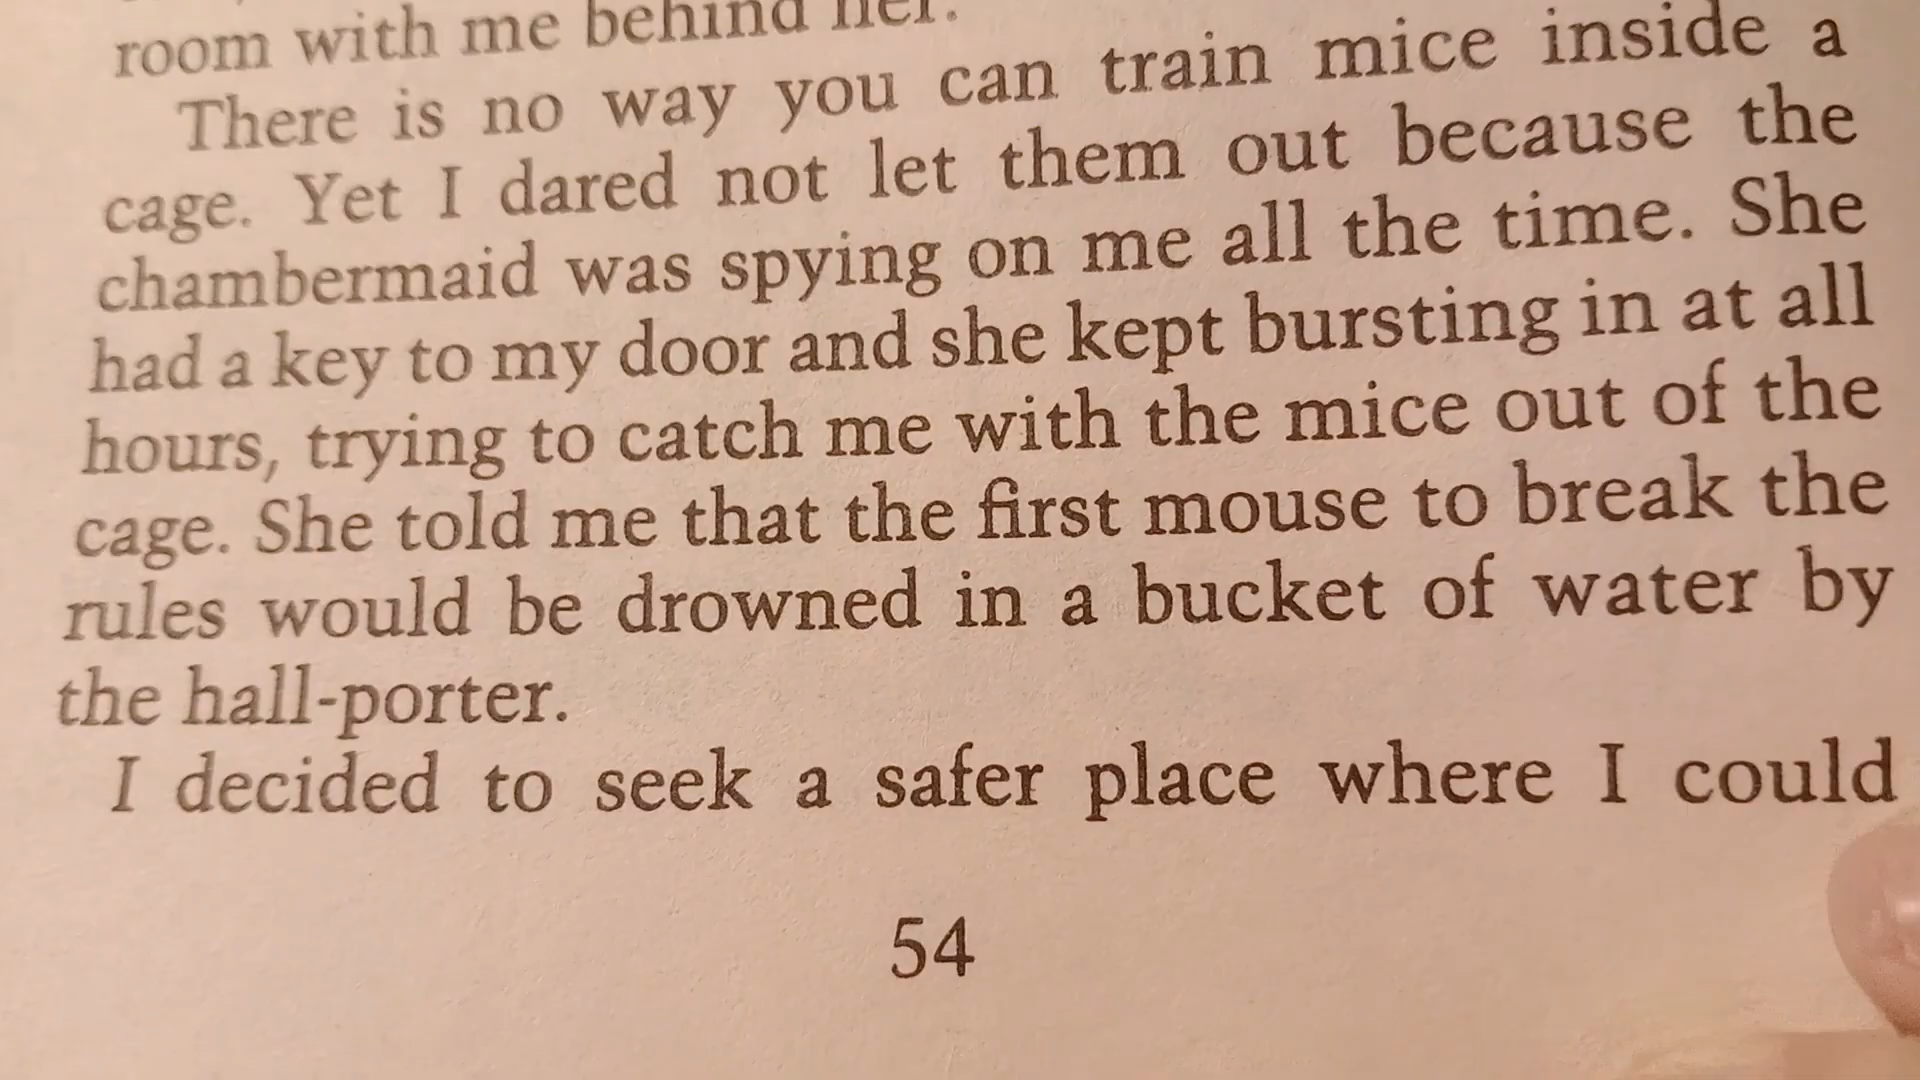 room with me behind her.
There is no way you can train mice inside a
cage. Yet I dared not let them out because the
chambermaid was spying on me all the time. She
had a key to my door and she kept bursting in at all
hours, trying to catch me with the mice out of the
cage. She told me that the first mouse to break the
rules would be drowned in a bucket of water by
the hall-porter.
I decided to seek a safer place where I could
54